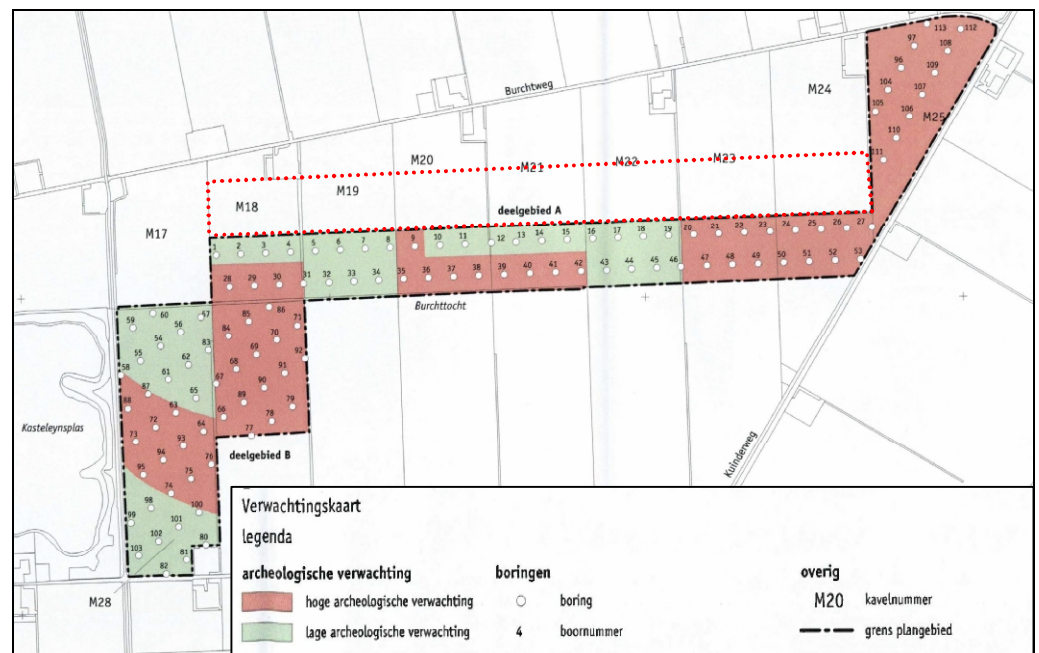 113 112
97 108
96 109
104 107
105 106
M25
110
111
Burchtweg
M24
M23
M22
M21
M20
M19
M18
M17
deelgebied A
1 2 3 4 5 6 7 8 9 10 11 12 13 14 15 16 17 18 19 20 21 22 23 24 25 26 27
28 29 30 31 32 33 34 35 36 37 38 39 40 41 42 43 44 45 46 47 48 49 50 51 52 53
Burchttocht
59 60 57 56 54 55 83 62 61 58 65
84 85 86 71 70 69 92 68 91 67 90 89 79 66 78 77
87 63 88 72 64 73 93 94 76 95 75 74
98 100 99 101 102 103 81 80 82
Kasteleynsplas
deelgebied B
Kuinderweg
M28
Verwachtingskaart
legenda
archeologische verwachting
hoge archeologische verwachting
lage archeologische verwachting
boringen
boring
4 boornummer
overig
M20 kavelnummer
grens plangebied